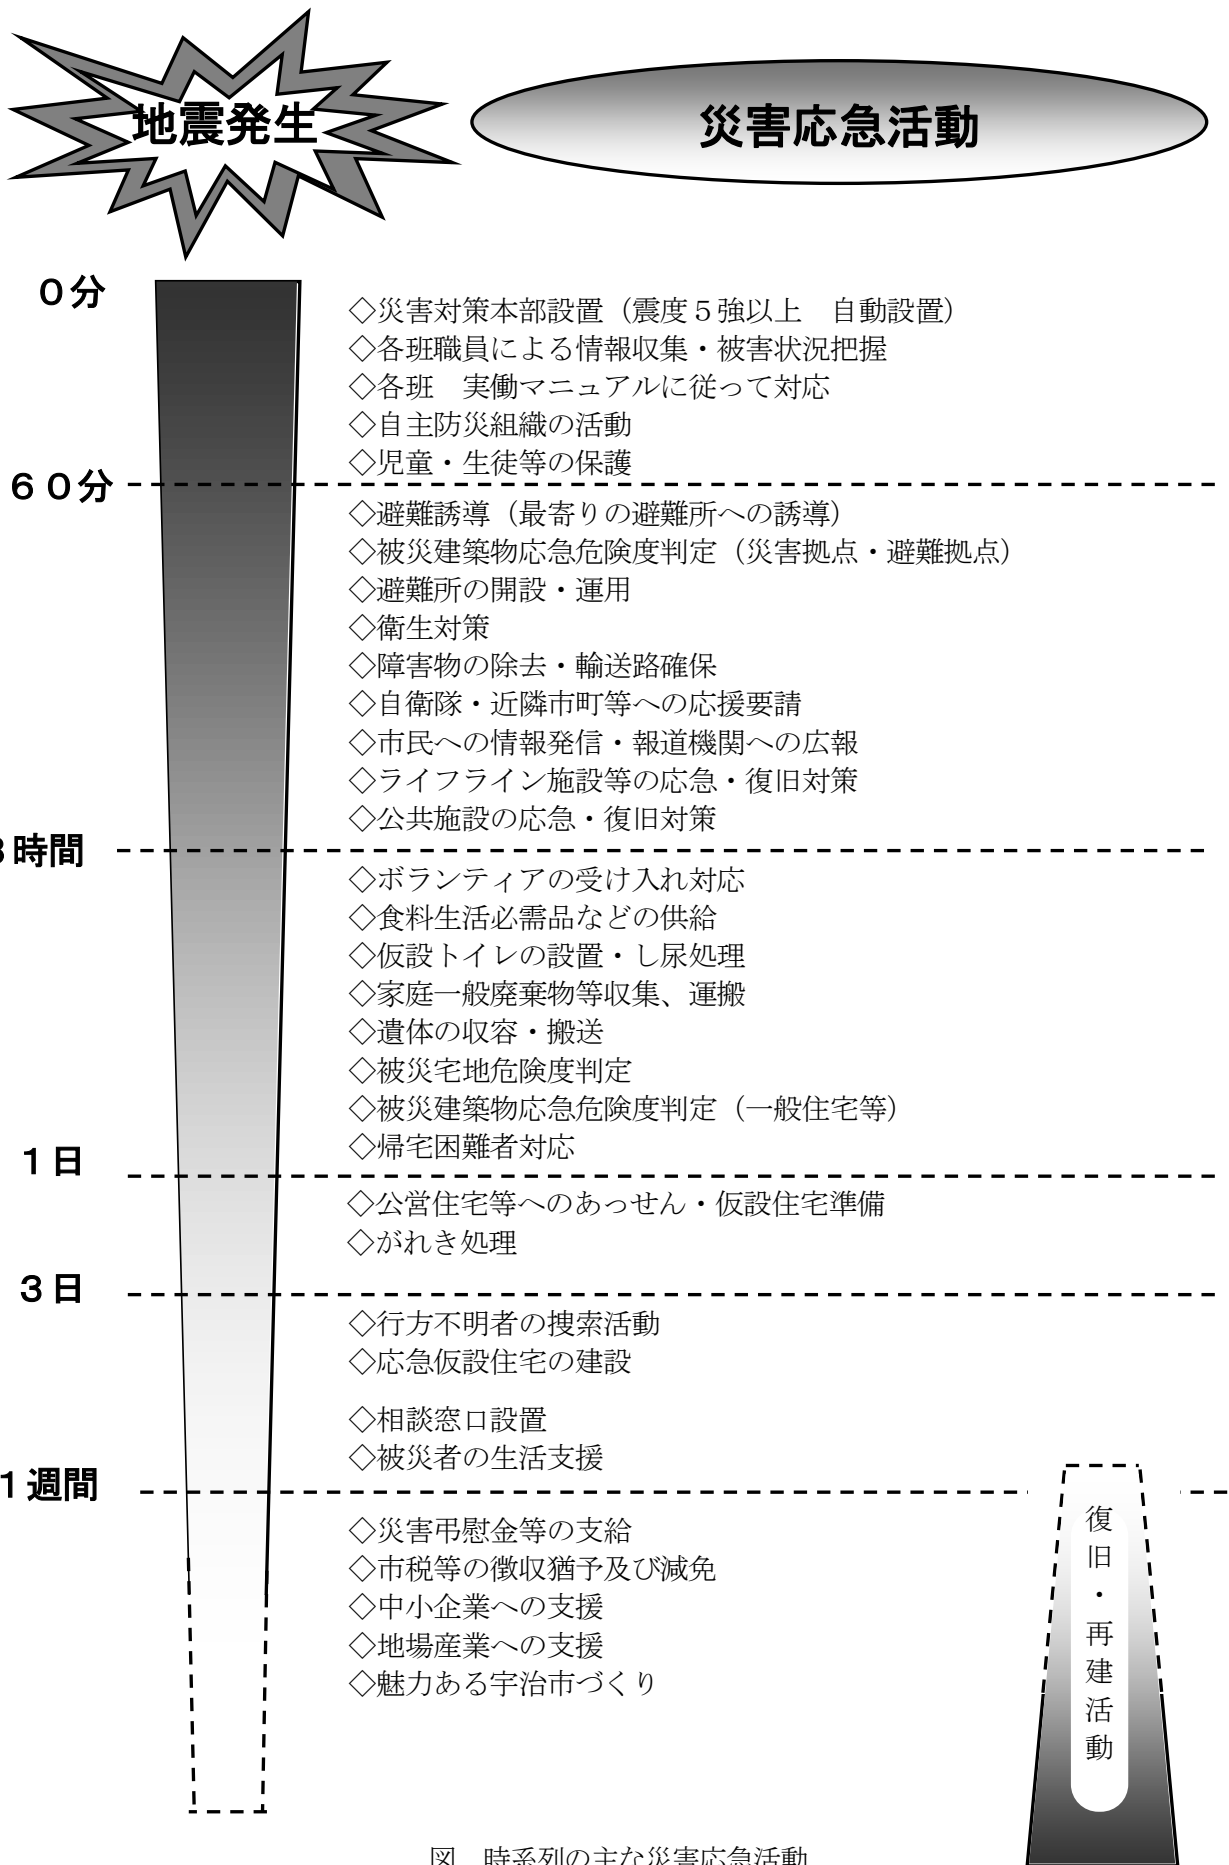 地震発生
災害応急活動
０分
◇災害対策本部設置（震度５強以上　自動設置）
◇各班職員による情報収集・被害状況把握
◇各班　実働マニュアルに従って対応
◇自主防災組織の活動
◇児童・生徒等の保護
６０分
◇避難誘導（最寄りの避難所への誘導）
◇被災建築物応急危険度判定（災害拠点・避難拠点）
◇避難所の開設・運用
◇衛生対策
◇障害物の除去・輸送路確保
◇自衛隊・近隣市町等への応援要請
◇市民への情報発信・報道機関への広報
◇ライフライン施設等の応急・復旧対策
◇公共施設の応急・復旧対策
３時間
◇ボランティアの受け入れ対応
◇食料生活必需品などの供給
◇仮設トイレの設置・し尿処理
◇家庭一般廃棄物等収集、運搬
◇遺体の収容・搬送
◇被災宅地危険度判定
◇被災建築物応急危険度判定（一般住宅等）
◇帰宅困難者対応
１日
◇公営住宅等へのあっせん・仮設住宅準備
◇がれき処理
３日
◇行方不明者の捜索活動
◇応急仮設住宅の建設
◇相談窓口設置
◇被災者の生活支援
１週間
◇災害弔慰金等の支給
◇市税等の徴収猶予及び減免
◇中小企業への支援
◇地場産業への支援
◇魅力ある宇治市づくり
復旧・再建活動
図　時系列の主な災害応急活動